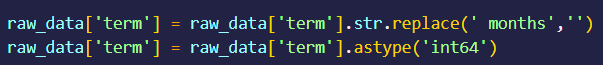 raw_data['term'] = raw_data['term'].str.replace(' months','')
raw_data['term'] = raw_data['term'].astype('int64')